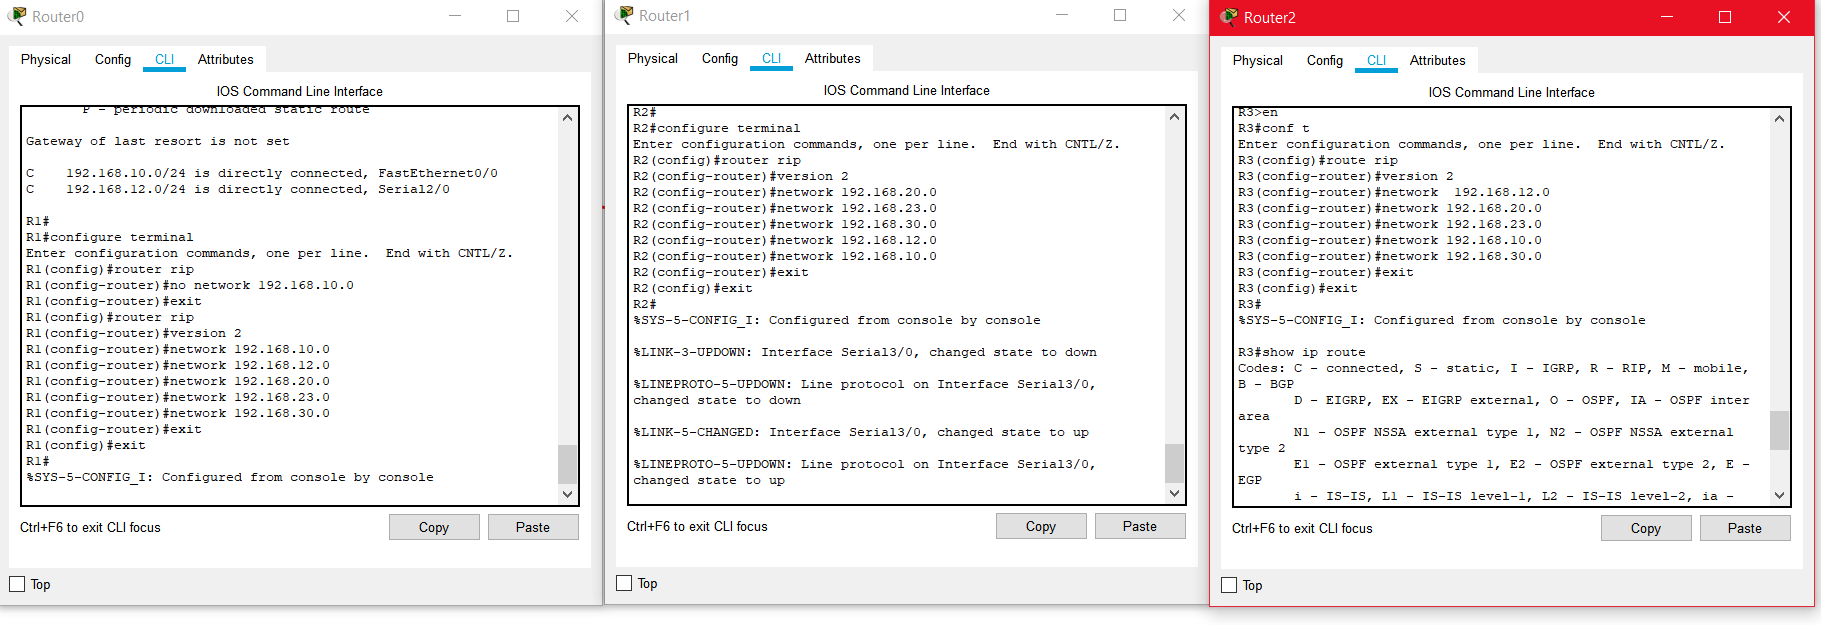 Router0
Physical Config CLI Attributes
IOS Command Line Interface
P - periodic downloaded static route
Gateway of last resort is not set
C    192.168.10.0/24 is directly connected, FastEthernet0/0
C    192.168.12.0/24 is directly connected, Serial2/0
R1#
R1#configure terminal
Enter configuration commands, one per line.  End with CNTL/Z.
R1(config)#router rip
R1(config-router)#no network 192.168.10.0
R1(config-router)#exit
R1(config)#router rip
R1(config-router)#version 2
R1(config-router)#network 192.168.10.0
R1(config-router)#network 192.168.12.0
R1(config-router)#network 192.168.20.0
R1(config-router)#network 192.168.23.0
R1(config-router)#network 192.168.30.0
R1(config-router)#exit
R1(config)#exit
R1#
%SYS-5-CONFIG_I: Configured from console by console
Ctrl+F6 to exit CLI focus
Copy Paste
Top
Router1
Physical Config CLI Attributes
IOS Command Line Interface
R2#
R2#configure terminal
Enter configuration commands, one per line.  End with CNTL/Z.
R2(config)#router rip
R2(config-router)#version 2
R2(config-router)#network 192.168.20.0
R2(config-router)#network 192.168.23.0
R2(config-router)#network 192.168.30.0
R2(config-router)#network 192.168.12.0
R2(config-router)#network 192.168.10.0
R2(config-router)#exit
R2(config)#exit
R2#
%SYS-5-CONFIG_I: Configured from console by console
%LINK-3-UPDOWN: Interface Serial3/0, changed state to down
%LINEPROTO-5-UPDOWN: Line protocol on Interface Serial3/0,
changed state to down
%LINK-5-CHANGED: Interface Serial3/0, changed state to up
%LINEPROTO-5-UPDOWN: Line protocol on Interface Serial3/0,
changed state to up
Ctrl+F6 to exit CLI focus
Copy Paste
Top
Router2
Physical Config CLI Attributes
IOS Command Line Interface
R3>en
R3#conf t
Enter configuration commands, one per line.  End with CNTL/Z.
R3(config)#route rip
R3(config-router)#version 2
R3(config-router)#network  192.168.12.0
R3(config-router)#network 192.168.20.0
R3(config-router)#network 192.168.23.0
R3(config-router)#network 192.168.10.0
R3(config-router)#network 192.168.30.0
R3(config-router)#exit
R3(config)#exit
R3#
%SYS-5-CONFIG_I: Configured from console by console
R3#show ip route
Codes: C - connected, S - static, I - IGRP, R - RIP, M - mobile,
B - BGP
D - EIGRP, EX - EIGRP external, O - OSPF, IA - OSPF inter
area
N1 - OSPF NSSA external type 1, N2 - OSPF NSSA external
type 2
E1 - OSPF external type 1, E2 - OSPF external type 2, E -
EGP
i - IS-IS, L1 - IS-IS level-1, L2 - IS-IS level-2, ia -
Ctrl+F6 to exit CLI focus
Copy Paste
Top